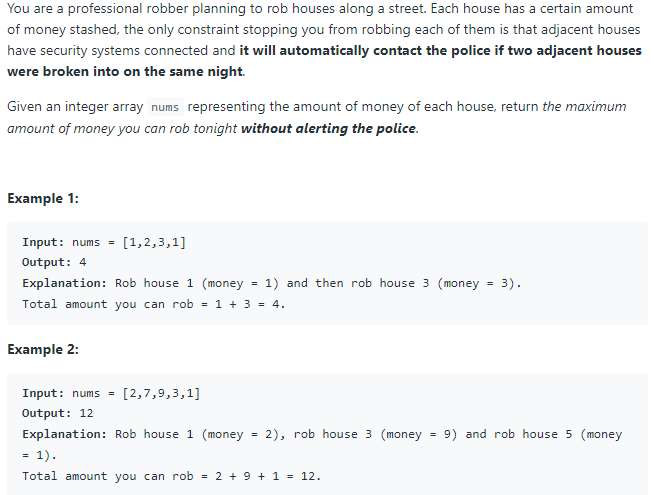 You are a professional robber planning to rob houses along a street. Each house has a certain amount
of money stashed, the only constraint stopping you from robbing each of them is that adjacent houses
have security systems connected and it will automatically contact the police if two adjacent houses
were broken into on the same night.
Given an integer array nums representing the amount of money of each house, return the maximum
amount of money you can rob tonight without alerting the police.
Example 1:
Input: nums = [1,2,3,1]
Output: 4
Explanation: Rob house 1 (money = 1) and then rob house 3 (money = 3).
Total amount you can rob = 1 + 3 = 4.
Example 2:
Input: nums = [2,7,9,3,1]
Output: 12
Explanation: Rob house 1 (money = 2), rob house 3 (money = 9) and rob house 5 (money
= 1).
Total amount you can rob = 2 + 9 + 1 = 12.